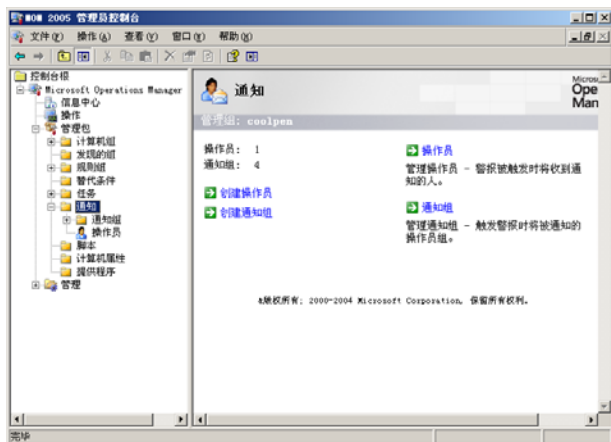 MOM 2005 管理员控制台
文件(F) 操作(A) 查看(V) 窗口(W) 帮助(H)
控制台根
Microsoft Operations Manager
信息中心
操作
管理包
计算机组
发现的组
规则组
替代条件
任务
通知
通知组
操作员
脚本
计算机属性
提供程序
管理
通知
Micros
Ope
Man
管理组: coolpen
操作员: 1
通知组: 4
创建操作员
创建通知组
操作员
管理操作员 - 警报被触发时将收到通
知的人。
通知组
管理通知组 - 触发警报时将被通知的
操作员组。
&版权所有; 2000-2004 Microsoft Corporation, 保留所有权利。
完毕